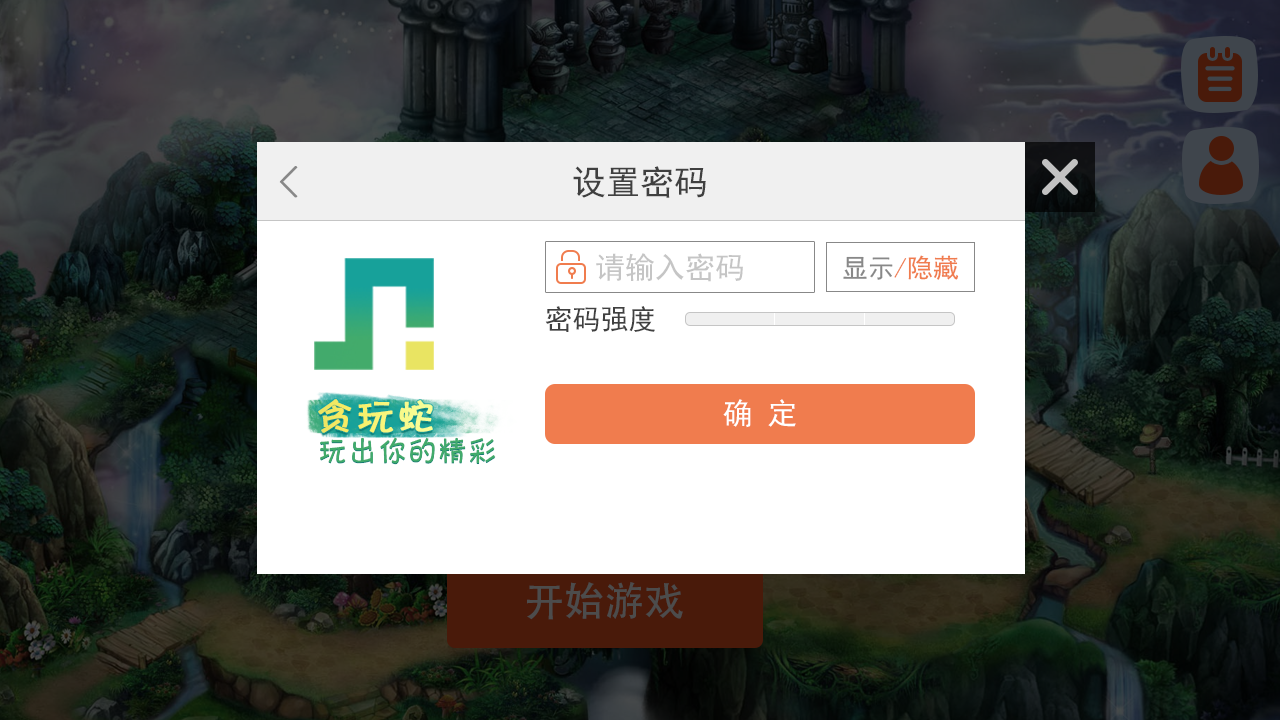 设置密码
请输入密码
显示/隐藏
密码强度
确 定
贪玩蛇
玩出你的精彩
开始游戏